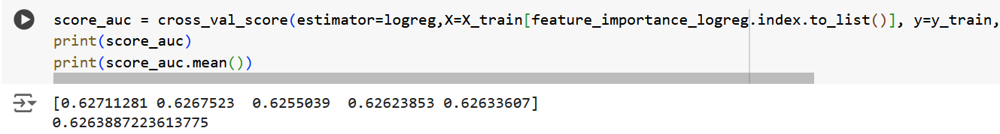 score_auc = cross_val_score(estimator=logreg,X=X_train[feature_importance_logreg.index.to_list()], y=y_train,
print(score_auc)
print(score_auc.mean())
[0.62711281 0.6267523  0.6255039  0.62623853 0.62633607]
0.6263887223613775